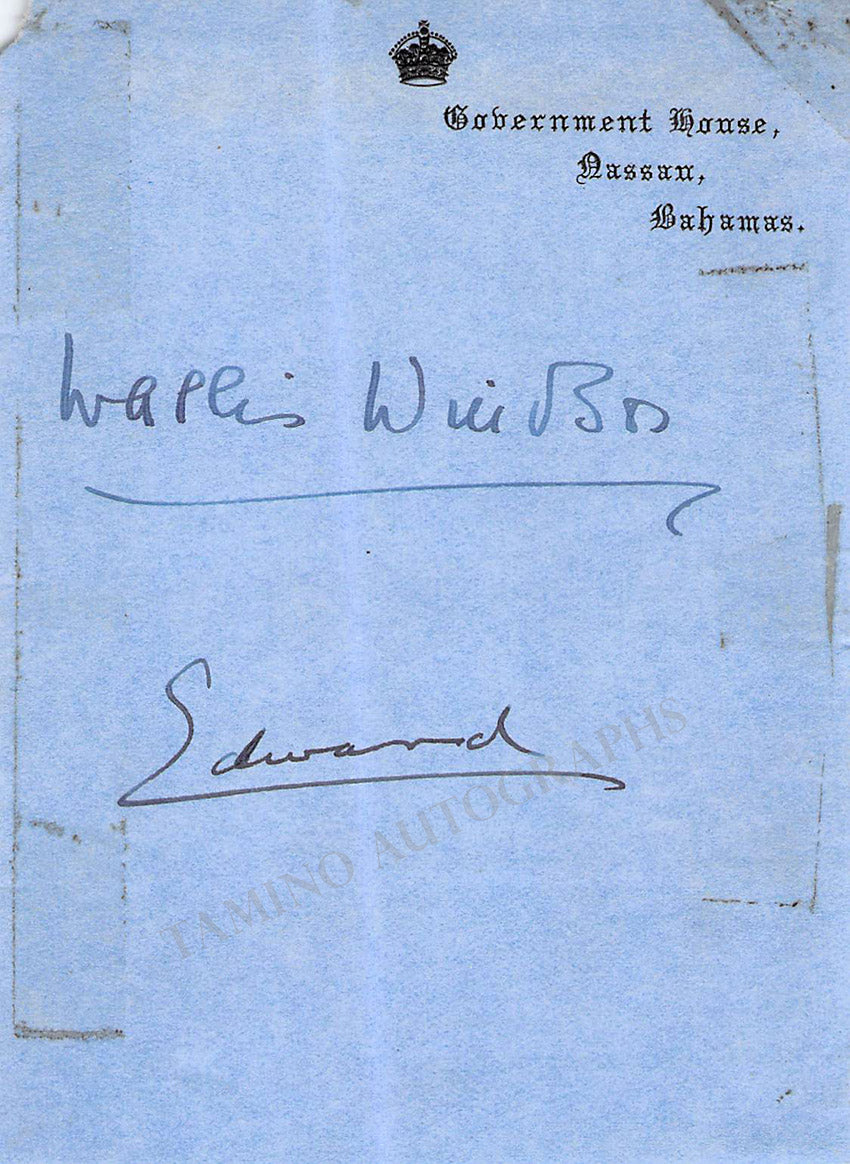 Government House,
Nassau,
Bahamas.
Wallis Windsor
Edward
TAMINO AUTOGRAPHS